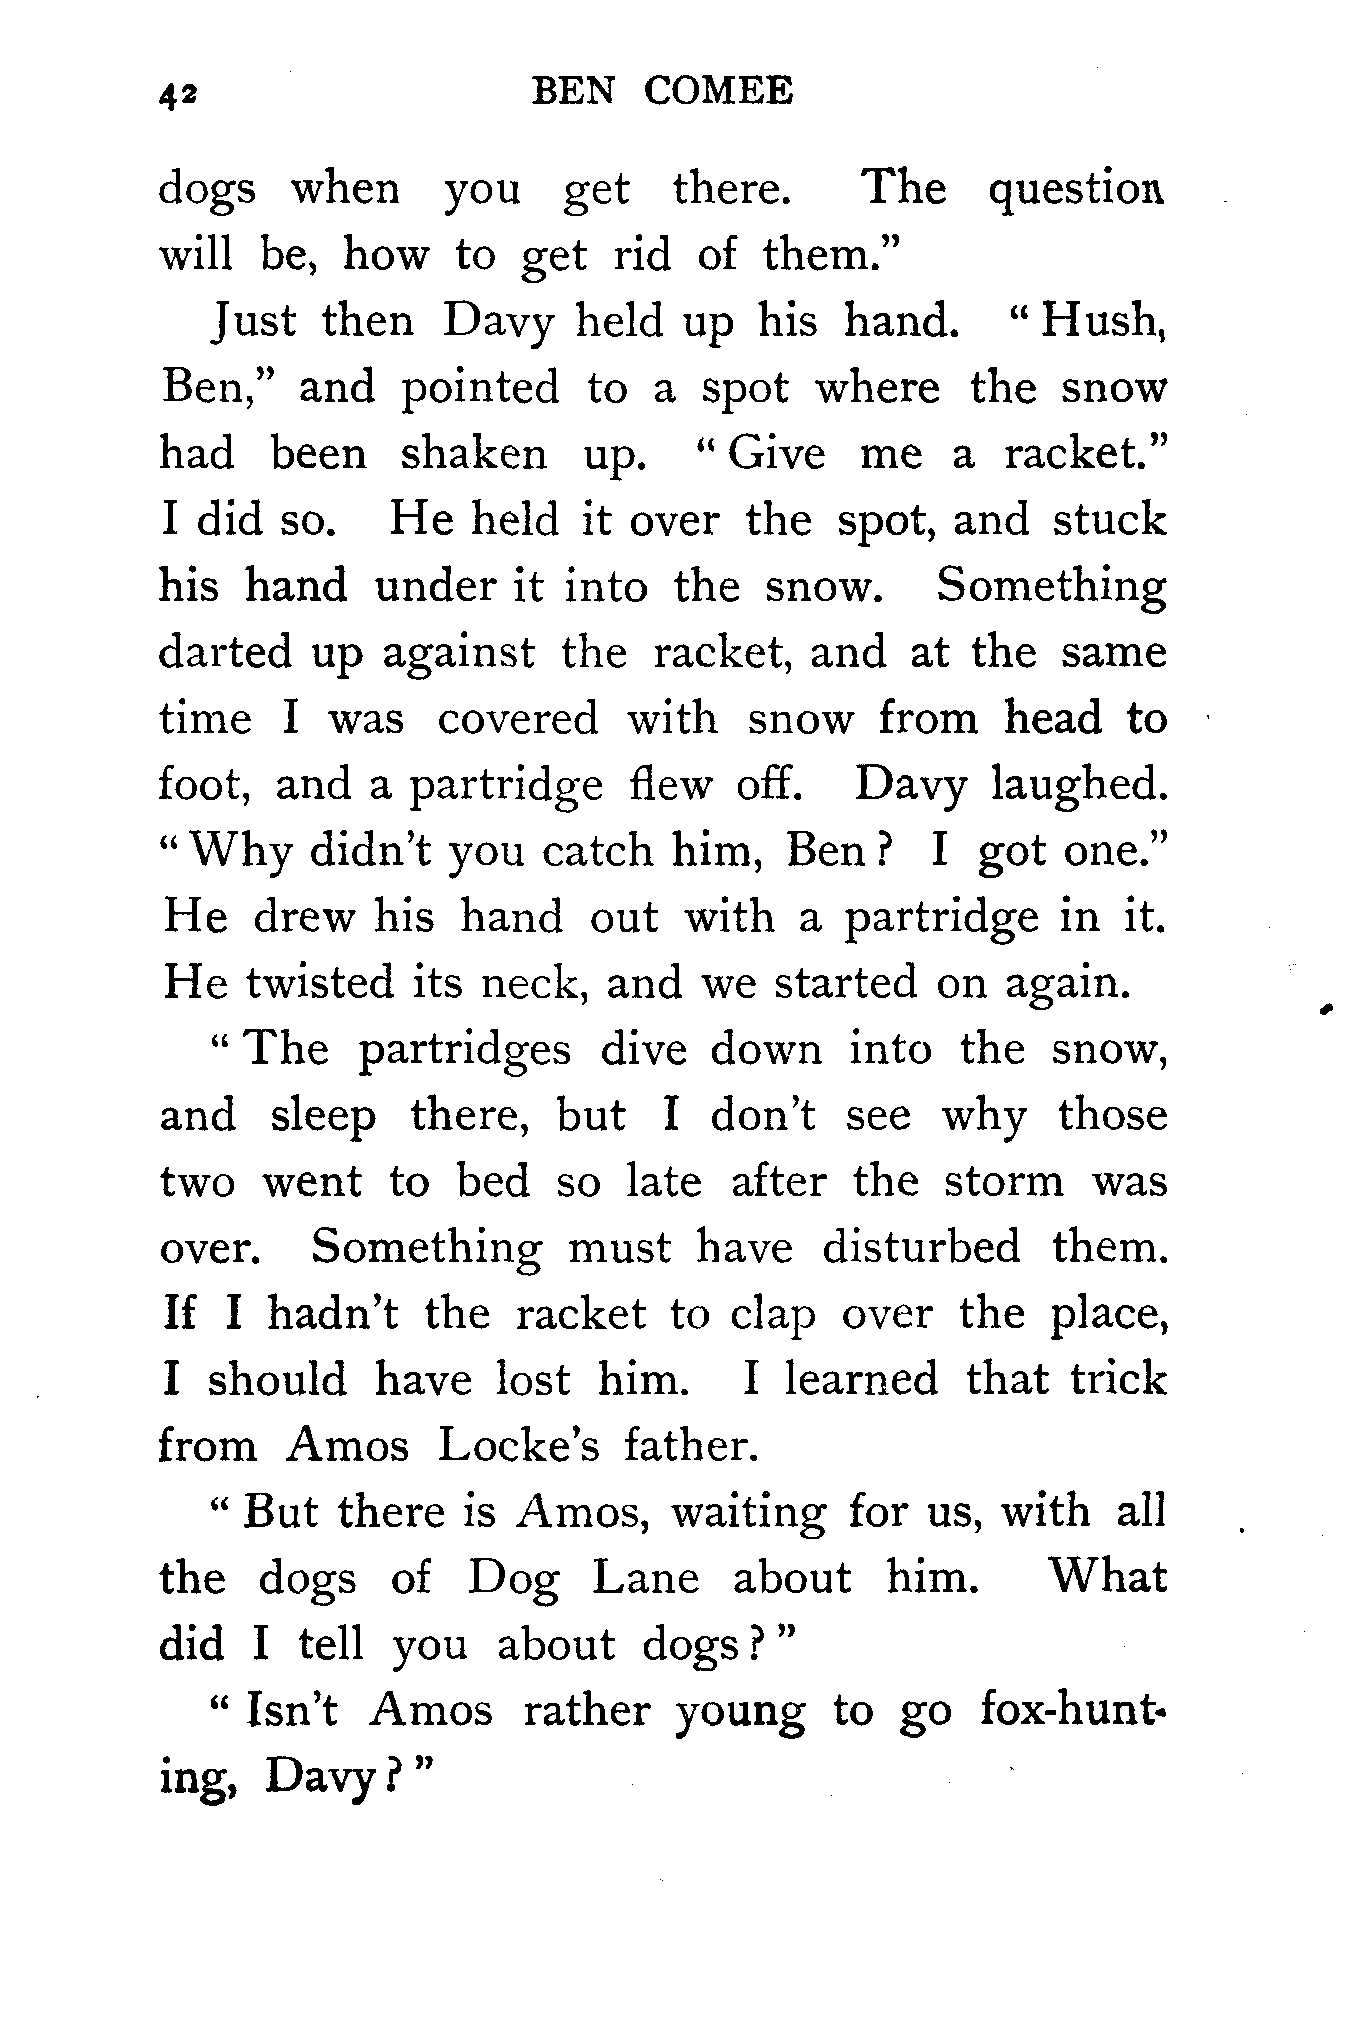 42 BEN COMEE
dogs when you get there. The question
will be, how to get rid of them.”
Just then Davy held up his hand. “Hush,
Ben,” and pointed to a spot where the snow
had been shaken up. “Give me a racket.”
I did so. He held it over the spot, and stuck
his hand under it into the snow. Something
darted up against the racket, and at the same
time I was covered with snow from head to
foot, and a partridge flew off. Davy laughed.
“Why didn't you catch him, Ben? I got one.”
He drew his hand out with a partridge in it.
He twisted its neck, and we started on again.
“The partridges dive down into the snow,
and sleep there, but I don't see why those
two went to bed so late after the storm was
over. Something must have disturbed them.
If I hadn't the racket to clap over the place,
I should have lost him. I learned that trick
from Amos Locke's father.
“But there is Amos, waiting for us, with all
the dogs of Dog Lane about him. What
did I tell you about dogs?”
“Isn't Amos rather young to go fox-hunt-
ing, Davy?”